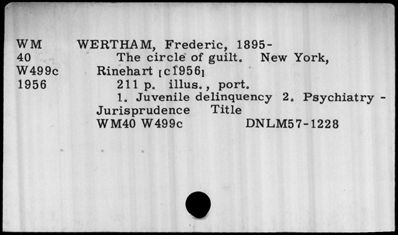 WM WERTHAM, Frederic, 1895-
40 The circle of guilt. New York,
W499c Rinehart [c1956]
1956 211 p. illus., port.
1. Juvenile delinquency 2. Psychiatry -
Jurisprudence Title
WM40 W499c DNLM57-1228